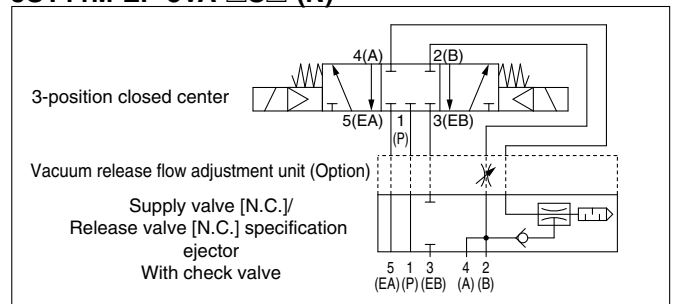 4(A) 2(B)
3-position closed center
5(EA) 1 3(EB)
(P)
Vacuum release flow adjustment unit (Option)
Supply valve [N.C.]/
Release valve [N.C.] specification
ejector
With check valve
5 1 3 4 2
(EA) (P) (EB) (A) (B)